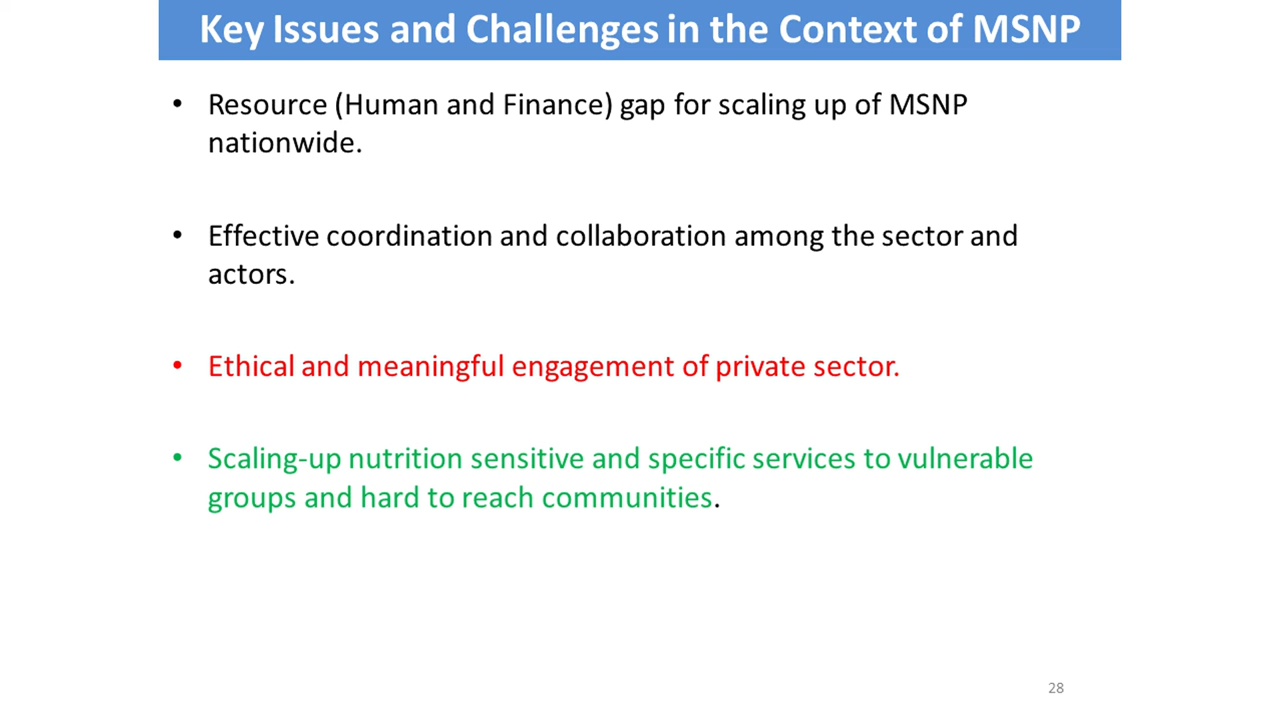 Key Issues and Challenges in the Context of MSNP
• Resource (Human and Finance) gap for scaling up of MSNP
nationwide.
• Effective coordination and collaboration among the sector and
actors.
• Ethical and meaningful engagement of private sector.
• Scaling-up nutrition sensitive and specific services to vulnerable
groups and hard to reach communities.
28